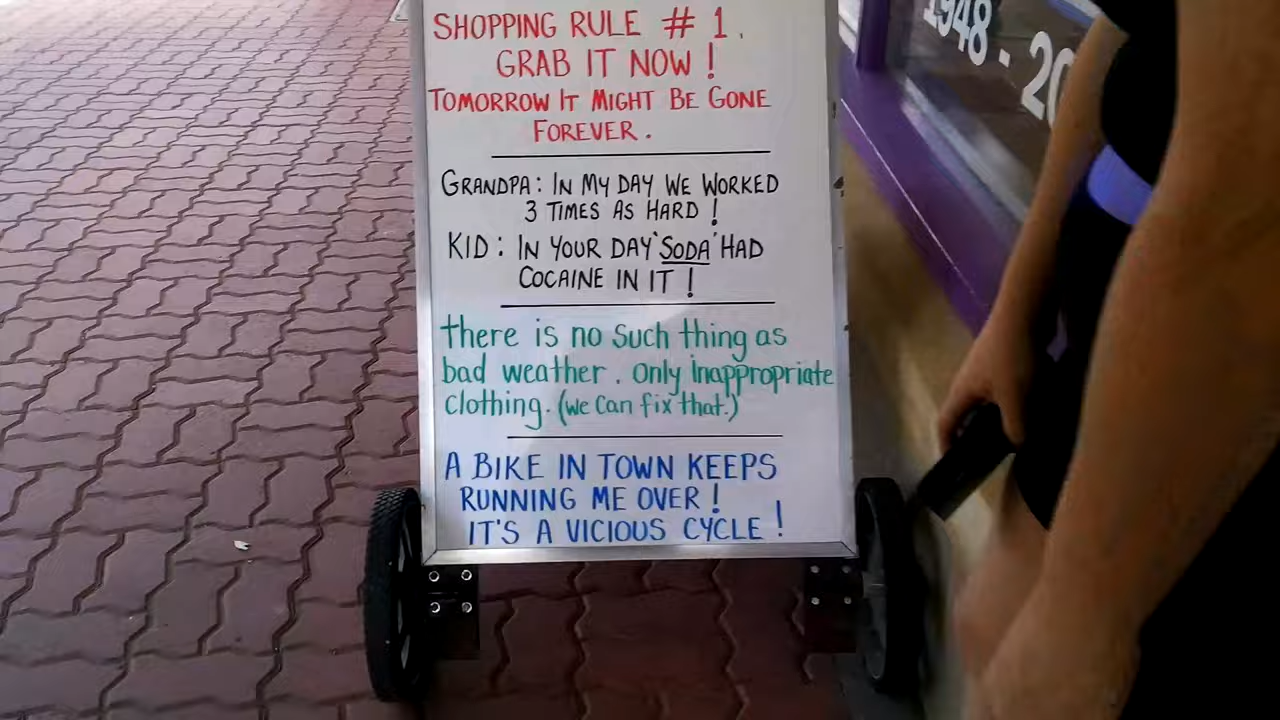 SHOPPING RULE # 1.
GRAB IT NOW !
TOMORROW IT MIGHT BE GONE
FOREVER.
GRANDPA: IN MY DAY WE WORKED
3 TIMES AS HARD !
KID: IN YOUR DAY 'SODA' HAD
COCAINE IN IT !
there is no such thing as
bad weather. only inappropriate
clothing. (we can fix that.)
A BIKE IN TOWN KEEPS
RUNNING ME OVER !
IT'S A VICIOUS CYCLE !
1948 - 20